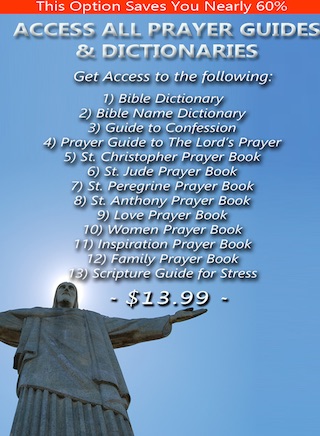 This Option Saves You Nearly 60%
ACCESS ALL PRAYER GUIDES
& DICTIONARIES
Get Access to the following:
1) Bible Dictionary
2) Bible Name Dictionary
3) Guide to Confession
4) Prayer Guide to The Lord's Prayer
5) St. Christopher Prayer Book
6) St. Jude Prayer Book
7) St. Peregrine Prayer Book
8) St. Anthony Prayer Book
9) Love Prayer Book
10) Women Prayer Book
11) Inspiration Prayer Book
12) Family Prayer Book
13) Scripture Guide for Stress
- $13.99 -